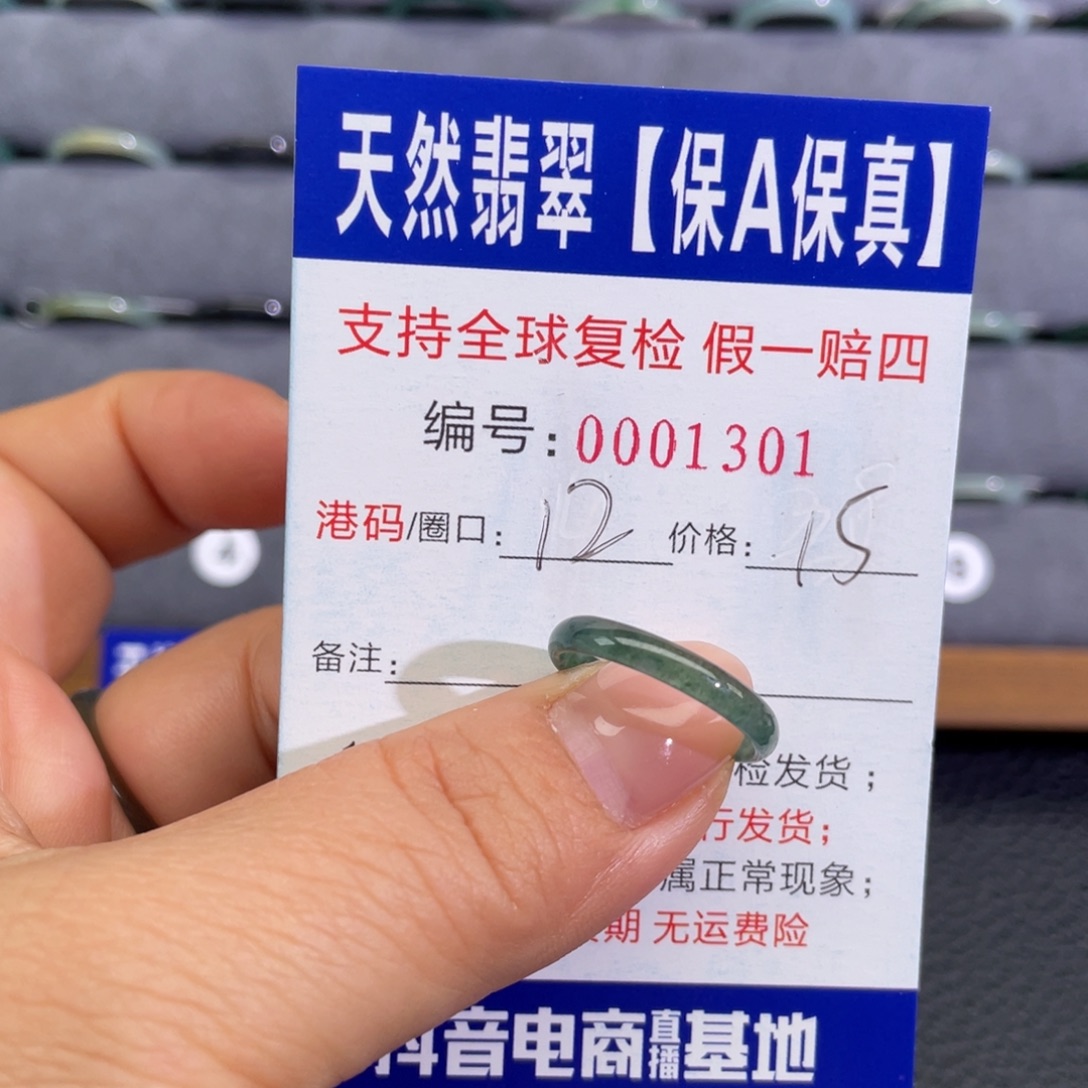 天然翡翠【保A保真】
支持全球复检 假一赔四
编号:0001301
港码/圈口: 12 价格: 15
备注:
检发货;
行发货;
属正常现象;
期 无运费险
抖音电商直播基地